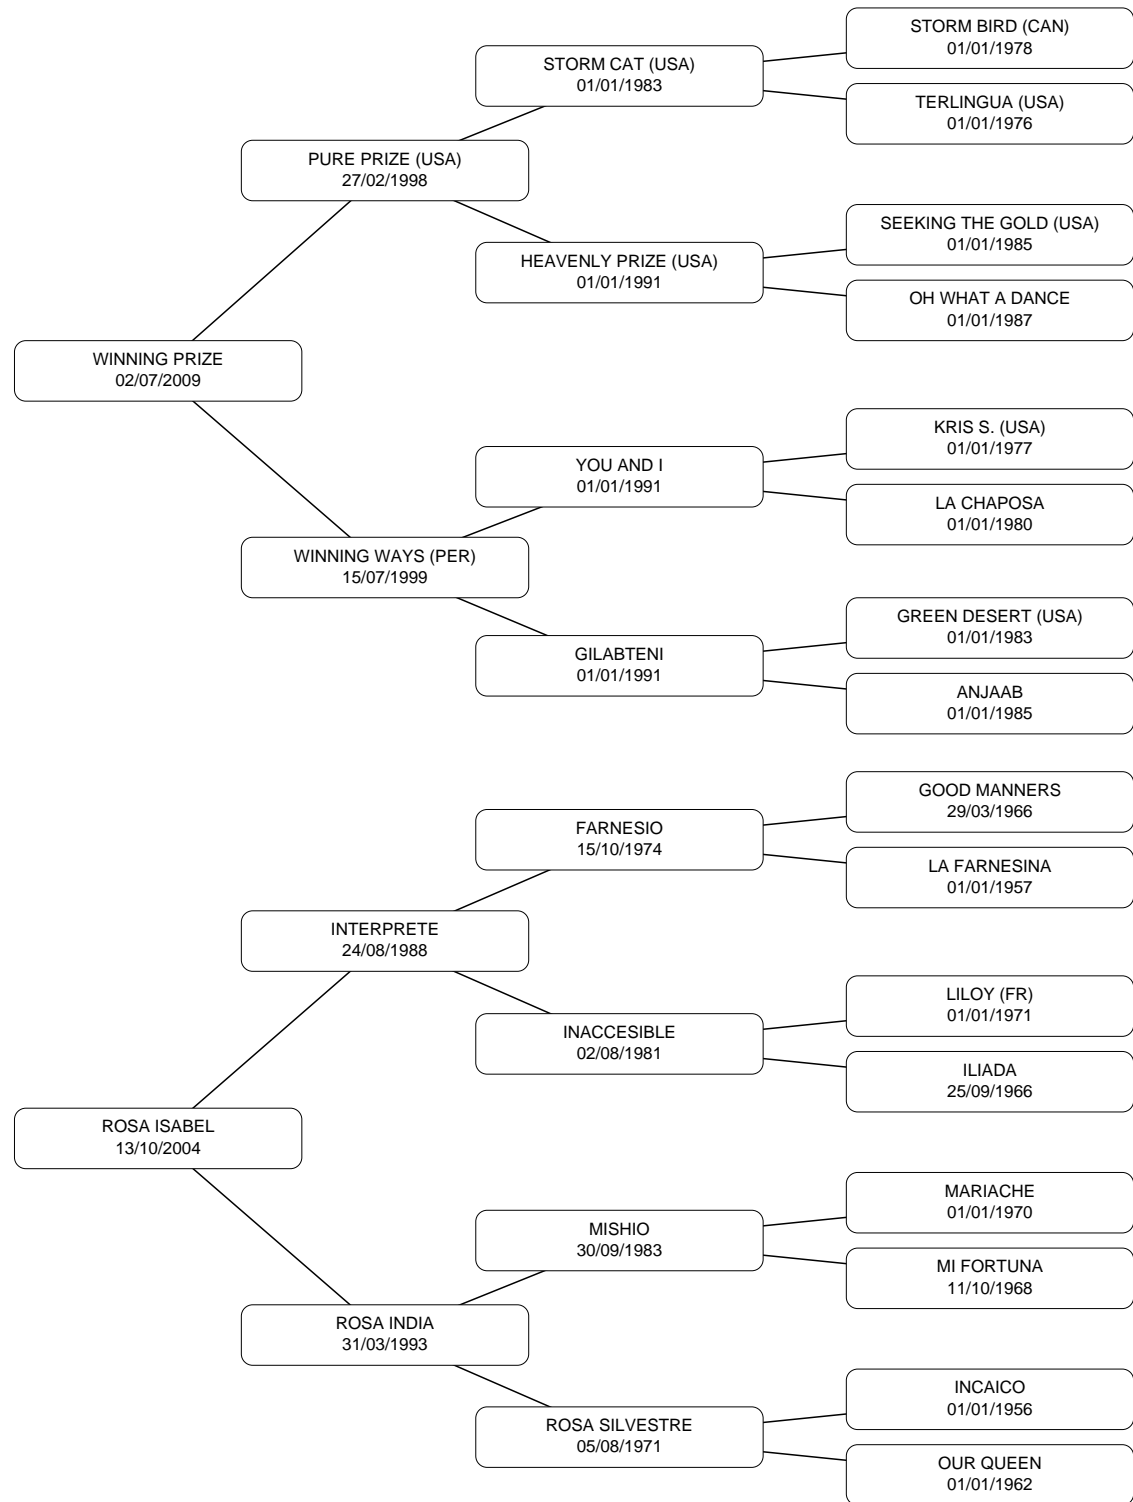 STORM BIRD (CAN)
01/01/1978
STORM CAT (USA)
01/01/1983
TERLINGUA (USA)
01/01/1976
PURE PRIZE (USA)
27/02/1998
SEEKING THE GOLD (USA)
01/01/1985
HEAVENLY PRIZE (USA)
01/01/1991
OH WHAT A DANCE
01/01/1987
WINNING PRIZE
02/07/2009
KRIS S. (USA)
01/01/1977
YOU AND I
01/01/1991
LA CHAPOSA
01/01/1980
WINNING WAYS (PER)
15/07/1999
GREEN DESERT (USA)
01/01/1983
GILABTENI
01/01/1991
ANJAAB
01/01/1985
GOOD MANNERS
29/03/1966
FARNESIO
15/10/1974
LA FARNESINA
01/01/1957
INTERPRETE
24/08/1988
LILOY (FR)
01/01/1971
INACCESIBLE
02/08/1981
ILIADA
25/09/1966
ROSA ISABEL
13/10/2004
MARIACHE
01/01/1970
MISHIO
30/09/1983
MI FORTUNA
11/10/1968
ROSA INDIA
31/03/1993
INCAICO
01/01/1956
ROSA SILVESTRE
05/08/1971
OUR QUEEN
01/01/1962